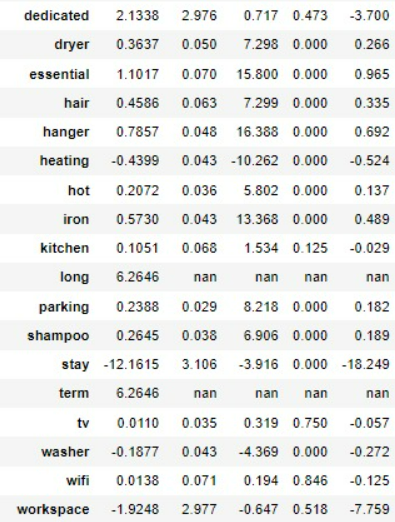 dedicated 2.1338 2.976 0.717 0.473 -3.700
dryer 0.3637 0.050 7.298 0.000 0.266
essential 1.1017 0.070 15.800 0.000 0.965
hair 0.4586 0.063 7.299 0.000 0.335
hanger 0.7857 0.048 16.388 0.000 0.692
heating -0.4399 0.043 -10.262 0.000 -0.524
hot 0.2072 0.036 5.802 0.000 0.137
iron 0.5730 0.043 13.368 0.000 0.489
kitchen 0.1051 0.068 1.534 0.125 -0.029
long 6.2646 nan nan nan nan
parking 0.2388 0.029 8.218 0.000 0.182
shampoo 0.2645 0.038 6.906 0.000 0.189
stay -12.1615 3.106 -3.916 0.000 -18.249
term 6.2646 nan nan nan nan
tv 0.0110 0.035 0.319 0.750 -0.057
washer -0.1877 0.043 -4.369 0.000 -0.272
wifi 0.0138 0.071 0.194 0.846 -0.125
workspace -1.9248 2.977 -0.647 0.518 -7.759